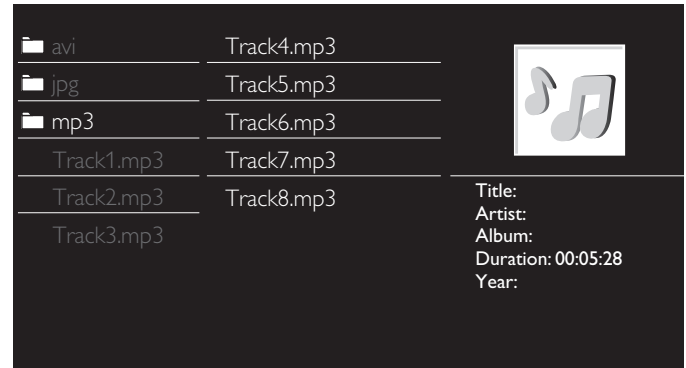 avi
jpg
mp3
Track1.mp3
Track2.mp3
Track3.mp3
Track4.mp3
Track5.mp3
Track6.mp3
Track7.mp3
Track8.mp3
Title:
Artist:
Album:
Duration: 00:05:28
Year: